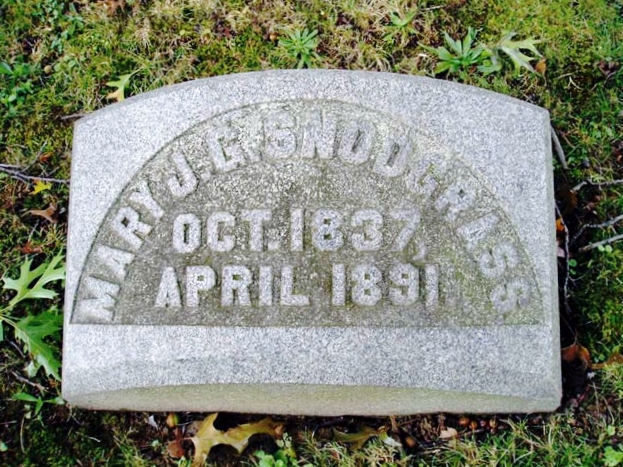 MARY J. G. SNODGRASS
OCT. 1837,
APRIL 1891.